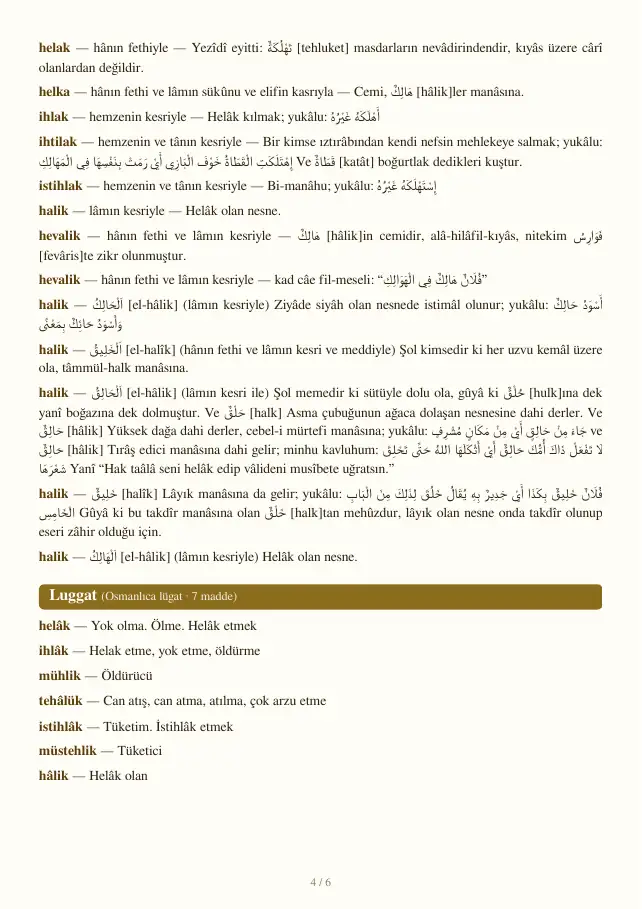 helak — hânın fethiyle — Yezîdî eyitti: تَهْلُكَةٌ [tehluket] masdarların nevâdirindendir, kıyâs üzere cârî
olanlardan değildir.
helka — hânın fethi ve lâmın sükûnu ve elifin kasrıyla — Cemi, هَالِكٌ [hâlik]ler manâsına.
ihlak — hemzenin kesriyle — Helâk kılmak; yukâlu: أَهْلَكَهُ غَيْرُهُ
ihtilak — hemzenin ve tânın kesriyle — Bir kimse ıztırâbından kendi nefsin mehlekeye salmak; yukâlu:
إِهْتَلَكَتِ الْقَطَاةُ خَوْفَ الْبَازِي أَيْ رَمَتْ بِنَفْسِهَا فِي الْمَهَالِكِ Ve قَطَاةٌ [katât] boğurtlak dedikleri kuştur.
istihlak — hemzenin ve tânın kesriyle — Bi-manâhu; yukâlu: إِسْتَهْلَكَهُ غَيْرُهُ
halik — lâmın kesriyle — Helâk olan nesne.
hevalik — hânın fethi ve lâmın kesriyle — هَالِكٌ [hâlik]in cemidir, alâ-hilâfil-kıyâs, nitekim فَوَارِسُ
[fevâris]te zikr olunmuştur.
hevalik — hânın fethi ve lâmın kesriyle — kad câe fil-meseli: “فُلَانٌ هَالِكٌ فِي الْهَوَالِكِ”
halik — اَلْحَالِكُ [el-hâlik] (lâmın kesriyle) Ziyâde siyâh olan nesnede istimâl olunur; yukâlu: أَسْوَدُ حَالِكٌ
وَأَسْوَدُ حَانِكٌ بِمَعْنًى
halik — اَلْخَلِيقُ [el-halîk] (hânın fethi ve lâmın kesri ve meddiyle) Şol kimsedir ki her uzvu kemâl üzere
ola, tâmmül-halk manâsına.
halik — اَلْحَالِقُ [el-hâlik] (lâmın kesri ile) Şol memedir ki sütüyle dolu ola, gûyâ ki حُلْقٌ [hulk]ına dek
yanî boğazına dek dolmuştur. Ve حَلْقٌ [halk] Asma çubuğunun ağaca dolaşan nesnesine dahi derler. Ve
حَالِقٌ [hâlik] Yüksek dağa dahi derler, cebel-i mürtefi manâsına; yukâlu: جَاءَ مِنْ حَالِقٍ أَيْ مِنْ مَكَانٍ مُشْرِفٍ ve
حَالِقٌ [hâlik] Tırâş edici manâsına dahi gelir; minhu kavluhum: لَا تَفْعَلْ ذَاكَ أُمُّكَ حَالِقٌ أَيْ أَثْكَلَهَا اللهُ حَتَّى تَحْلِقَ
شَعْرَهَا Yanî “Hak taâlâ seni helâk edip vâlideni musîbete uğratsın.”
halik — خَلِيقٌ [halîk] Lâyık manâsına da gelir; yukâlu: فُلَانٌ خَلِيقٌ بِكَذَا أَيْ جَدِيرٌ بِهِ يُقَالُ خَلُقَ لِذَلِكَ مِنَ الْبَابِ
الْخَامِسِ Gûyâ ki bu takdîr manâsına olan خَلْقٌ [halk]tan mehûzdur, lâyık olan nesne onda takdîr olunup
eseri zâhir olduğu için.
halik — اَلْهَالِكُ [el-hâlik] (lâmın kesriyle) Helâk olan nesne.
Luggat (Osmanlıca lügat · 7 madde)
helâk — Yok olma. Ölme. Helâk etmek
ihlâk — Helak etme, yok etme, öldürme
mühlik — Öldürücü
tehâlük — Can atış, can atma, atılma, çok arzu etme
istihlâk — Tüketim. İstihlâk etmek
müstehlik — Tüketici
hâlik — Helâk olan
4 / 6